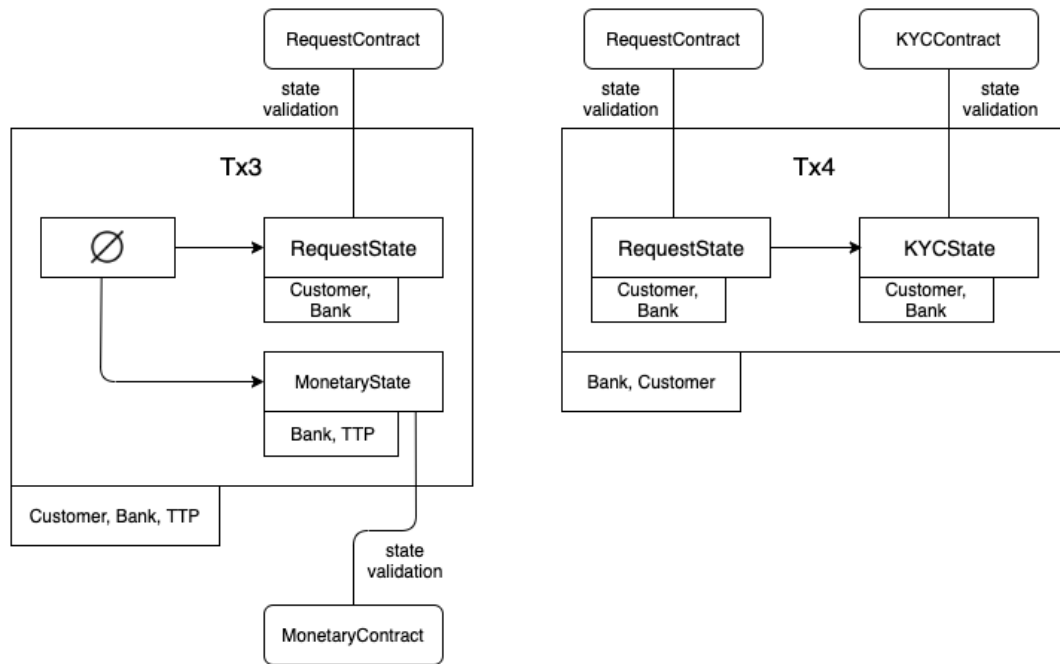 RequestContract
RequestContract
KYCContract
state
validation
state
validation
state
validation
Tx3
Tx4
∅
RequestState
Customer,
Bank
RequestState
Customer,
Bank
KYCState
Customer,
Bank
MonetaryState
Bank, TTP
Bank, Customer
Customer, Bank, TTP
state
validation
MonetaryContract